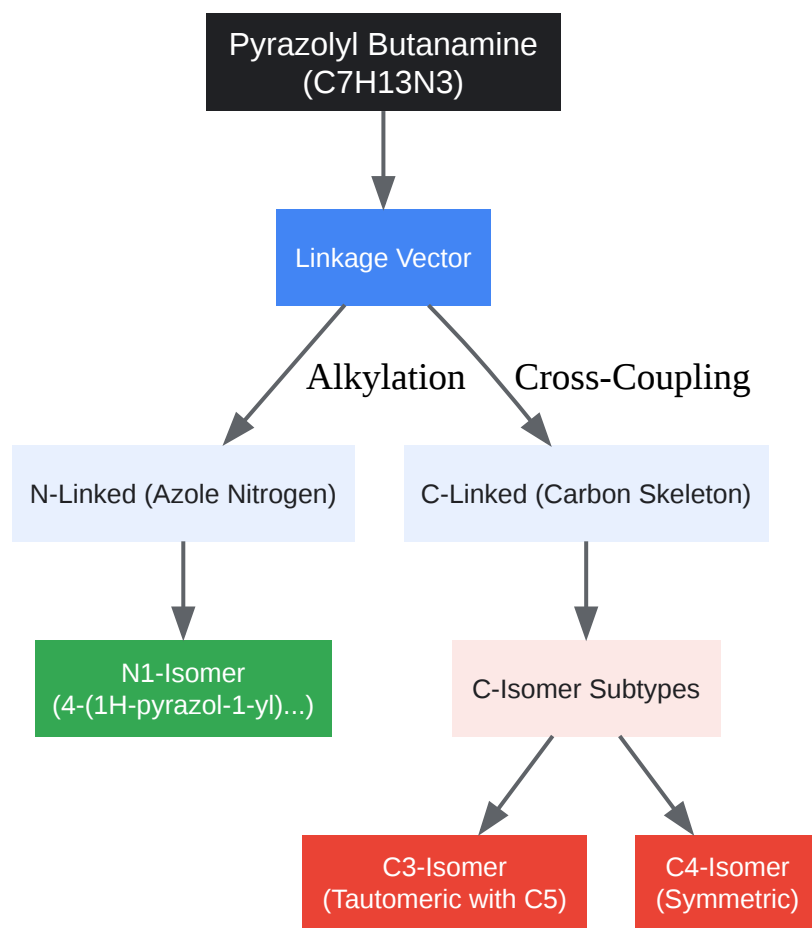 Pyrazolyl Butanamine
(C7H13N3)
Linkage Vector
Alkylation
Cross-Coupling
N-Linked (Azole Nitrogen)
C-Linked (Carbon Skeleton)
N1-Isomer
(4-(1H-pyrazol-1-yl)...)
C-Isomer Subtypes
C3-Isomer
(Tautomeric with C5)
C4-Isomer
(Symmetric)